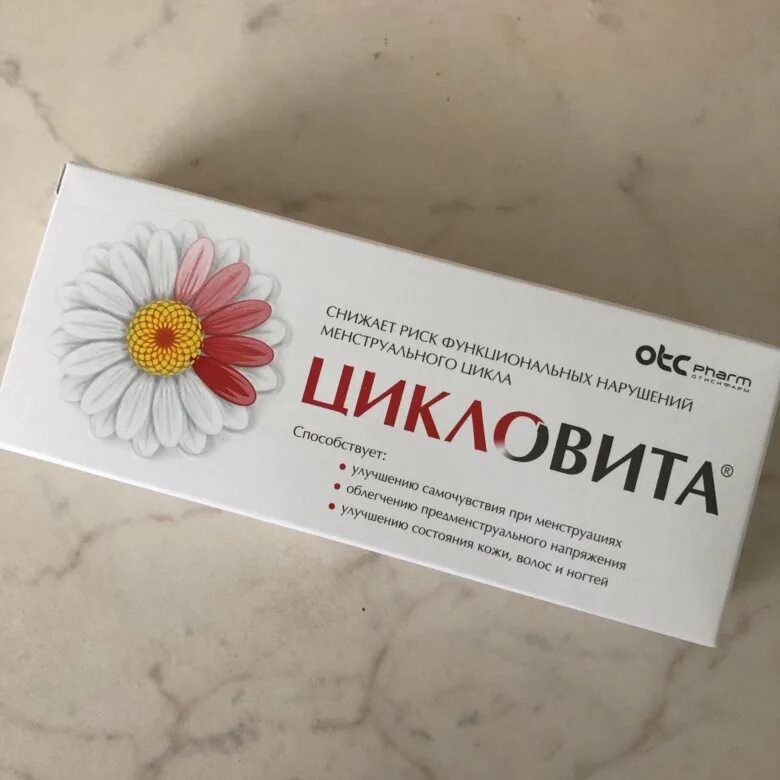 СНИЖАЕТ РИСК ФУНКЦИОНАЛЬНЫХ НАРУШЕНИЙ
МЕНСТРУАЛЬНОГО ЦИКЛА
otc pharm
ОТИСИФАРМ
ЦИКЛОВИТА®
Способствует:
• улучшению самочувствия при менструациях
• облегчению предменструального напряжения
• улучшению состояния кожи, волос и ногтей